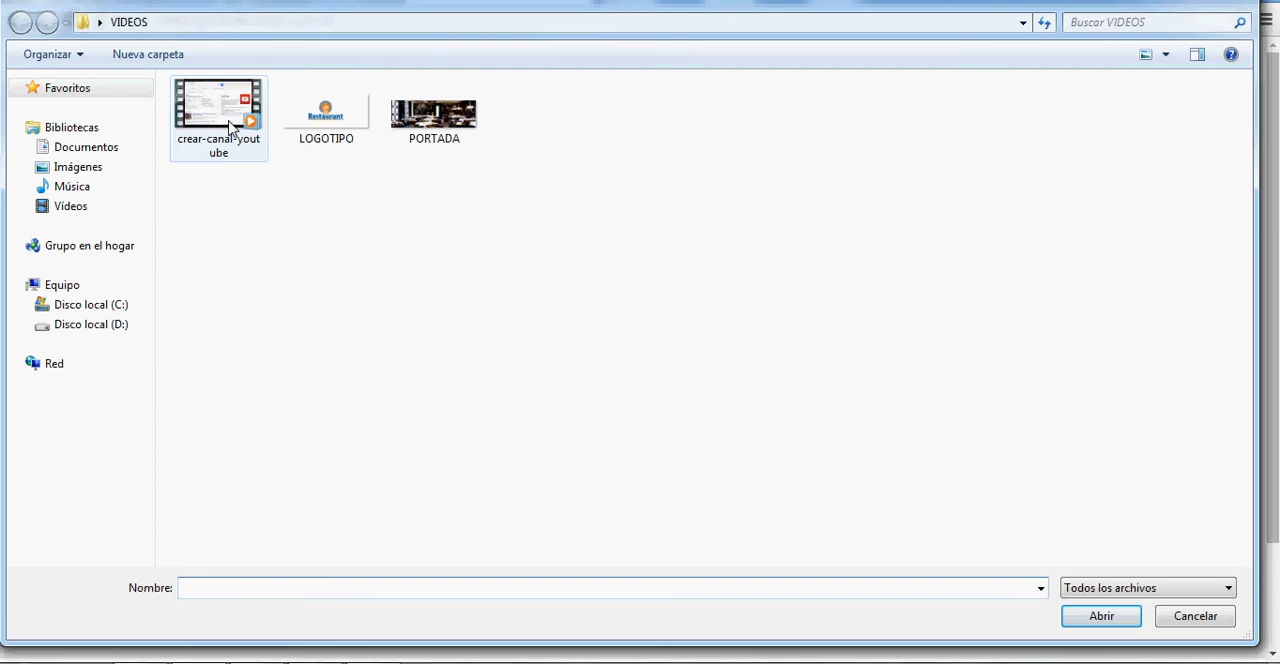 VIDEOS
Buscar VIDEOS
Organizar
Nueva carpeta
Favoritos
Bibliotecas
Documentos
Imágenes
Música
Vídeos
Grupo en el hogar
Equipo
Disco local (C:)
Disco local (D:)
Red
crear-canal-yout
ube
Restaurant
LOGOTIPO
PORTADA
Nombre:
Todos los archivos
Abrir
Cancelar